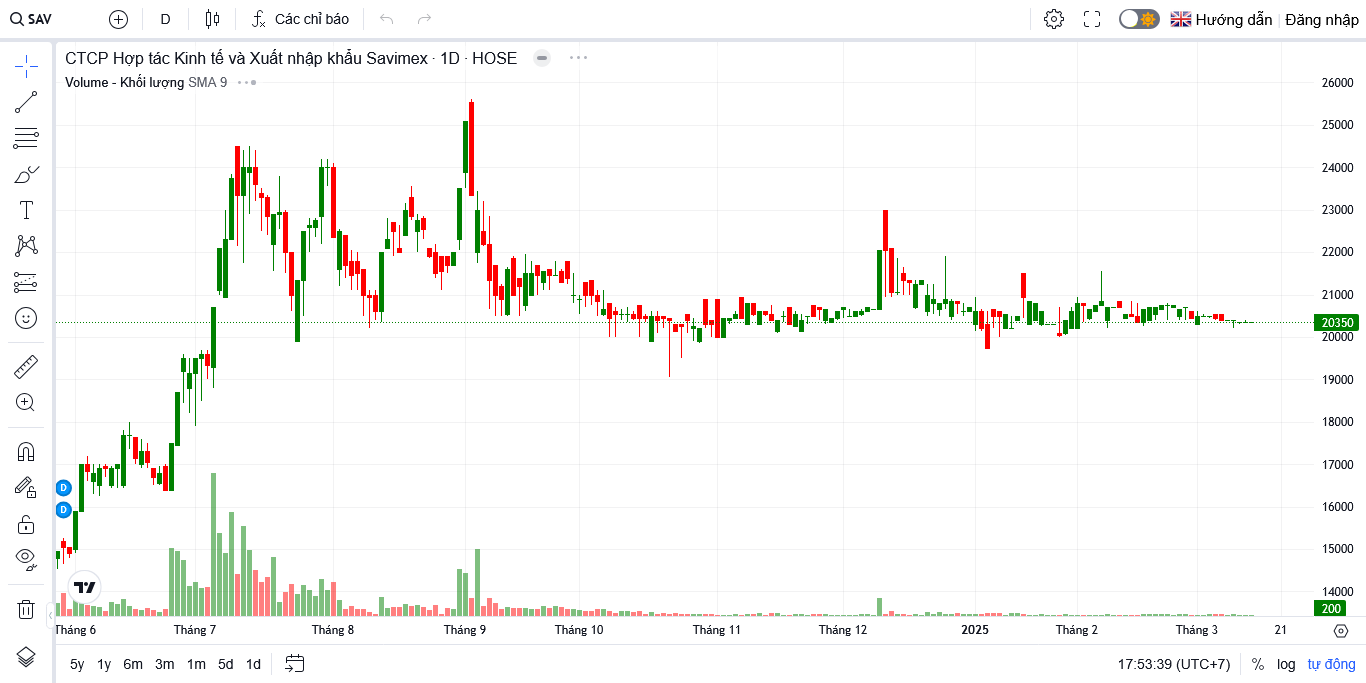 SAV D Các chỉ báo Hướng dẫn Đăng nhập
CTCP Hợp tác Kinh tế và Xuất nhập khẩu Savimex · 1D · HOSE
Volume - Khối lượng SMA 9
26000
25000
24000
23000
22000
21000
20350
20000
19000
18000
17000
16000
15000
14000
200
D
D
Tháng 6 Tháng 7 Tháng 8 Tháng 9 Tháng 10 Tháng 11 Tháng 12 2025 Tháng 2 Tháng 3 21
5y 1y 6m 3m 1m 5d 1d 17:53:39 (UTC+7) % log tự động